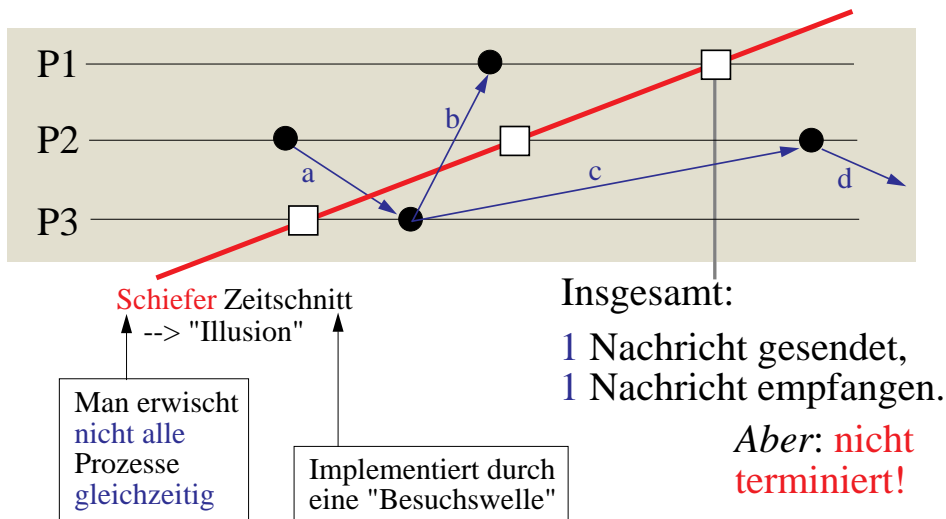 P1
b
P2
a
c
d
P3
Schiefer Zeitschnitt
--> "Illusion"
Man erwischt
nicht alle
Prozesse
gleichzeitig
Implementiert durch
eine "Besuchswelle"
Insgesamt:
1 Nachricht gesendet,
1 Nachricht empfangen.
Aber: nicht
terminiert!